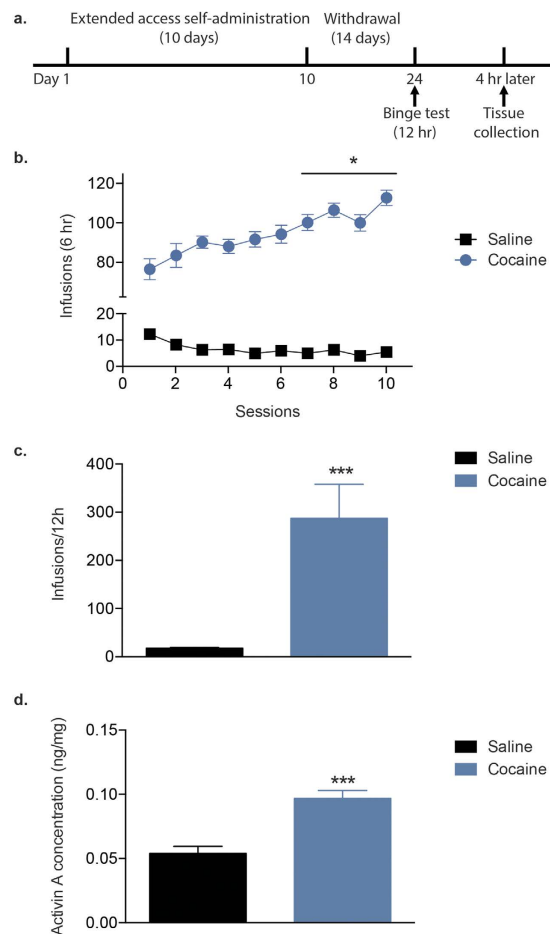 a.
Extended access self-administration
(10 days)
Withdrawal
(14 days)
Day 1
10
24
4 hr later
Binge test
(12 hr)
Tissue
collection
b.
*
120
100
80
20
10
0
Infusions (6 hr)
0 2 4 6 8 10
Sessions
Saline
Cocaine
c.
400
300
200
100
0
Infusions/12h
***
Saline
Cocaine
d.
0.15
0.10
0.05
0.00
Activin A concentration (ng/mg)
***
Saline
Cocaine